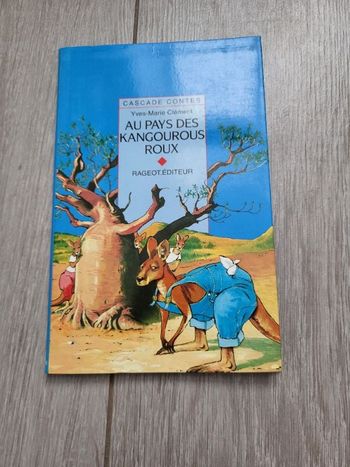 CASCADE CONTES
Yves-Marie Clément
AU PAYS DES
KANGOUROUS
ROUX
RAGEOT.ÉDITEUR